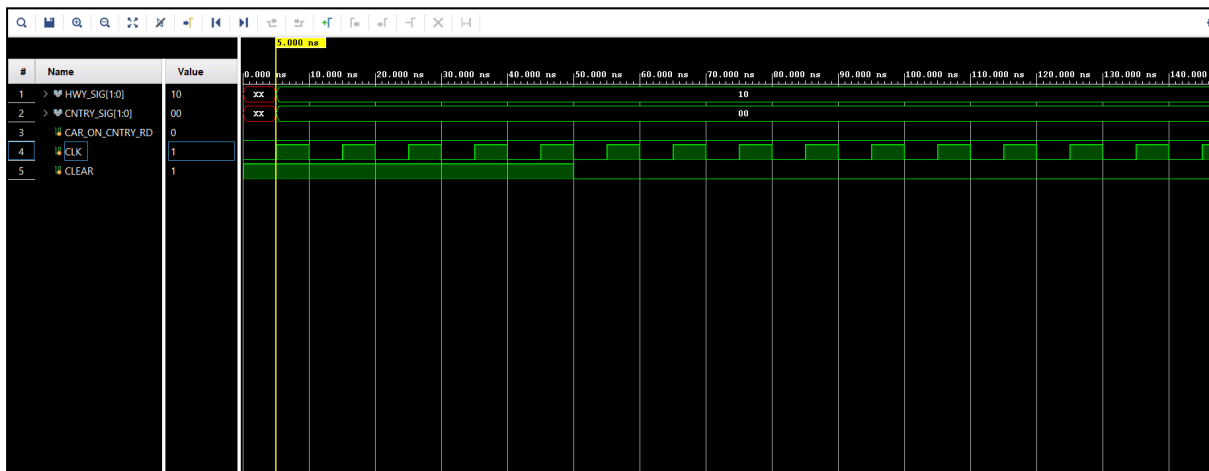 5.000 ns
# Name Value
0.000 ns 10.000 ns 20.000 ns 30.000 ns 40.000 ns 50.000 ns 60.000 ns 70.000 ns 80.000 ns 90.000 ns 100.000 ns 110.000 ns 120.000 ns 130.000 ns 140.000
1 HWY_SIG[1:0] 10 XX 10
2 CNTRY_SIG[1:0] 00 XX 00
3 CAR_ON_CNTRY_RD 0
4 CLK 1
5 CLEAR 1